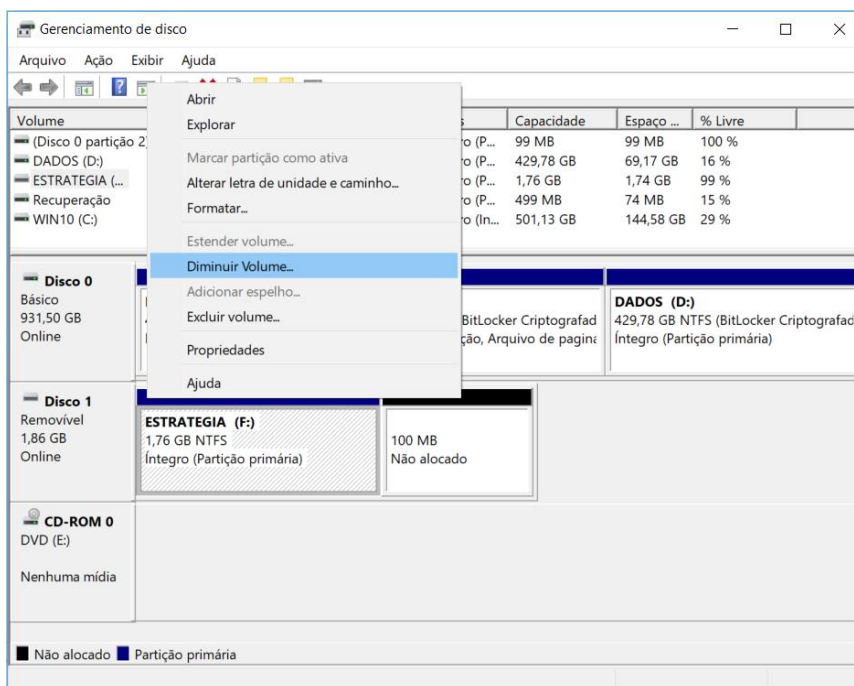 Gerenciamento de disco
Arquivo Ação Exibir Ajuda
Volume Capacidade Espaço ... % Livre
(Disco 0 partição 2 ro (P... 99 MB 99 MB 100 %
DADOS (D:) ro (P... 429,78 GB 69,17 GB 16 %
ESTRATEGIA (... ro (P... 1,76 GB 1,74 GB 99 %
Recuperação ro (P... 499 MB 74 MB 15 %
WIN10 (C:) ro (In... 501,13 GB 144,58 GB 29 %
Abrir
Explorar
Marcar partição como ativa
Alterar letra de unidade e caminho...
Formatar...
Estender volume...
Diminuir Volume...
Adicionar espelho...
Excluir volume...
Propriedades
Ajuda
Disco 0
Básico
931,50 GB
Online
BitLocker Criptografad
ção, Arquivo de pagina
DADOS (D:)
429,78 GB NTFS (BitLocker Criptografad
Íntegro (Partição primária)
Disco 1
Removível
1,86 GB
Online
ESTRATEGIA (F:)
1,76 GB NTFS
Íntegro (Partição primária)
100 MB
Não alocado
CD-ROM 0
DVD (E:)
Nenhuma mídia
Não alocado Partição primária